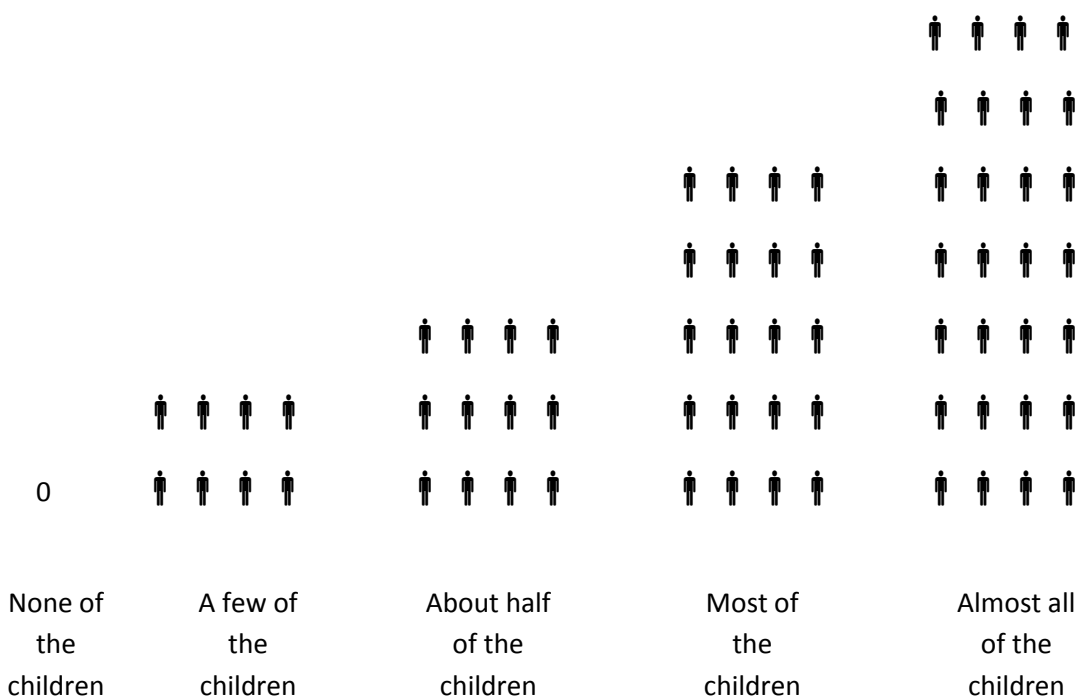 0
None of
the
children
A few of
the
children
About half
of the
children
Most of
the
children
Almost all
of the
children